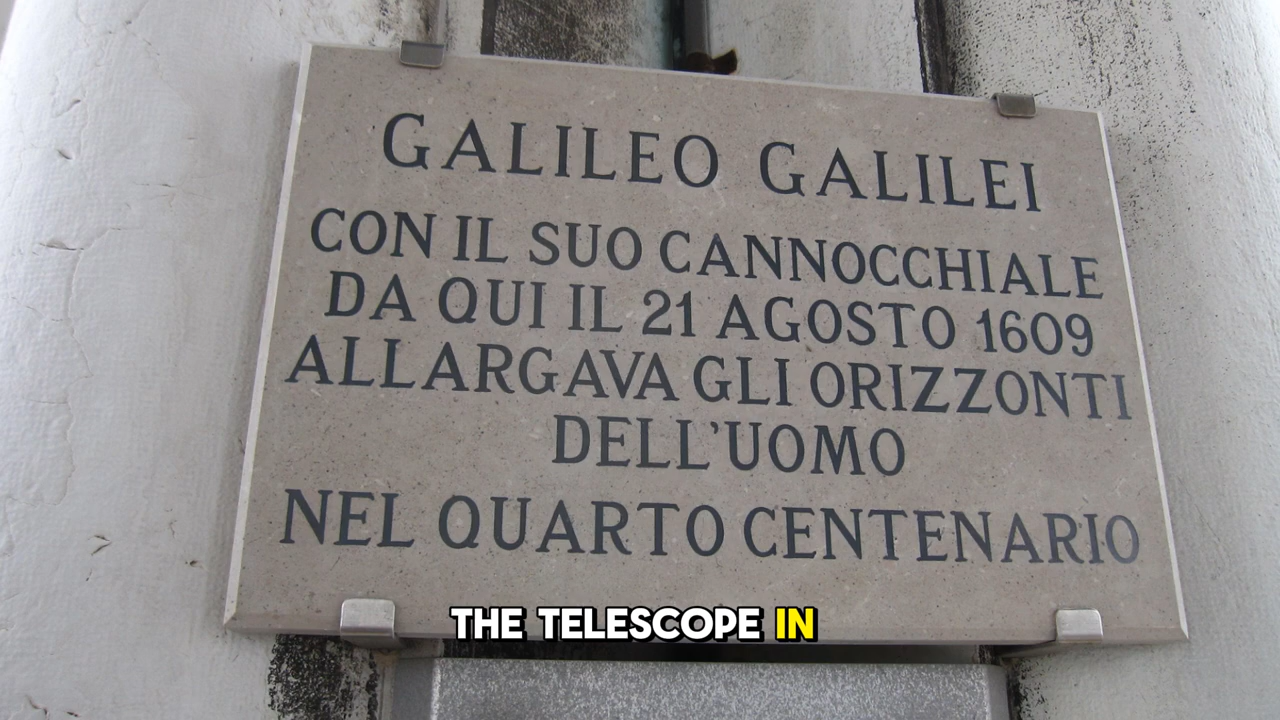 GALILEO GALILEI
CON IL SUO CANNOCCHIALE
DA QUI IL 21 AGOSTO 1609
ALLARGAVA GLI ORIZZONTI
DELL'UOMO
NEL QUARTO CENTENARIO
THE TELESCOPE IN